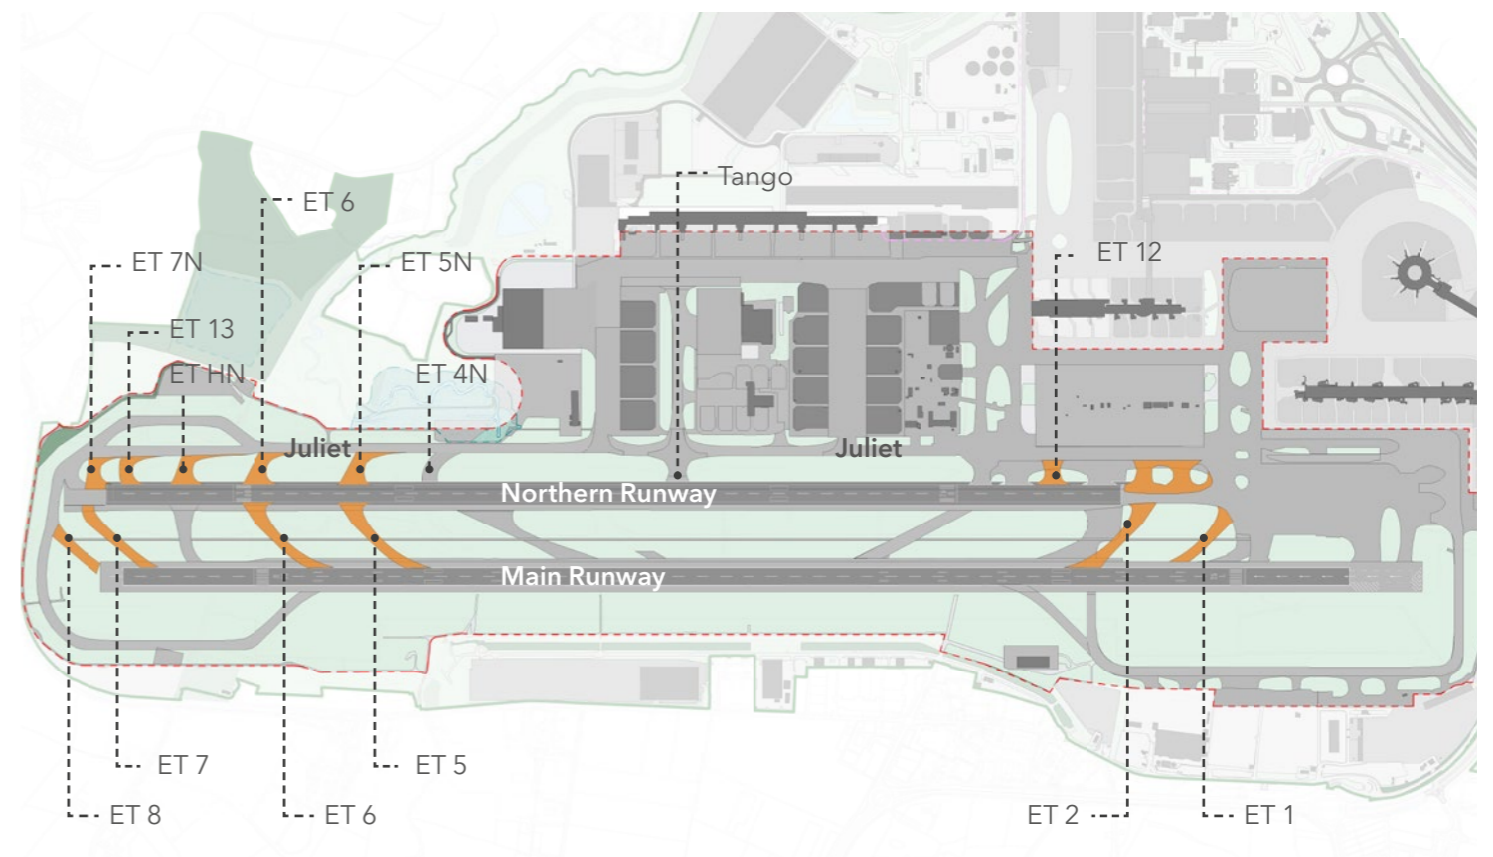 Tango
ET 6
ET 12
ET 7N
ET 5N
ET 13
ET HN
ET 4N
Juliet
Juliet
Northern Runway
Main Runway
ET 7
ET 5
ET 8
ET 6
ET 2
ET 1